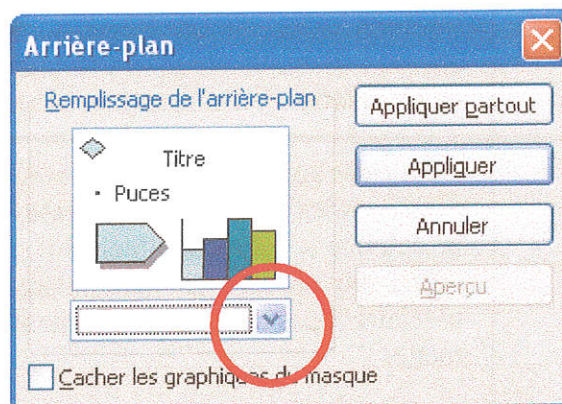 Arrière-plan
Remplissage de l'arrière-plan
Titre
• Puces
Appliquer partout
Appliquer
Annuler
Aperçu
Cacher les graphiques du masque